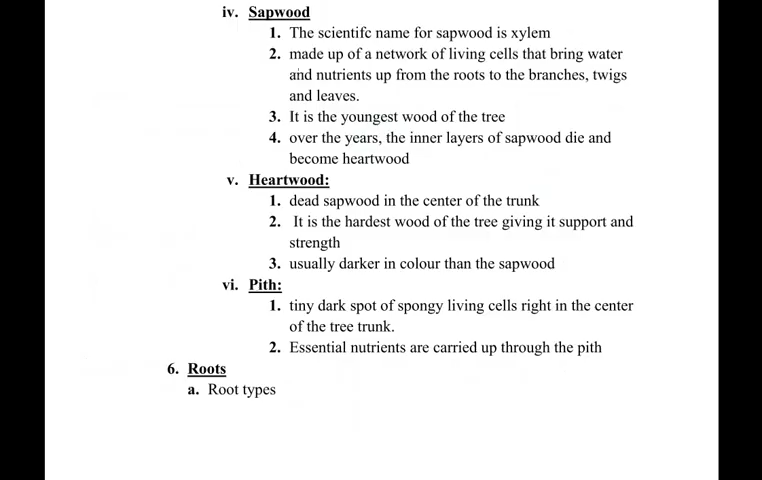 iv. Sapwood
1. The scientifc name for sapwood is xylem
2. made up of a network of living cells that bring water
and nutrients up from the roots to the branches, twigs
and leaves.
3. It is the youngest wood of the tree
4. over the years, the inner layers of sapwood die and
become heartwood
v. Heartwood:
1. dead sapwood in the center of the trunk
2. It is the hardest wood of the tree giving it support and
strength
3. usually darker in colour than the sapwood
vi. Pith:
1. tiny dark spot of spongy living cells right in the center
of the tree trunk.
2. Essential nutrients are carried up through the pith
6. Roots
a. Root types